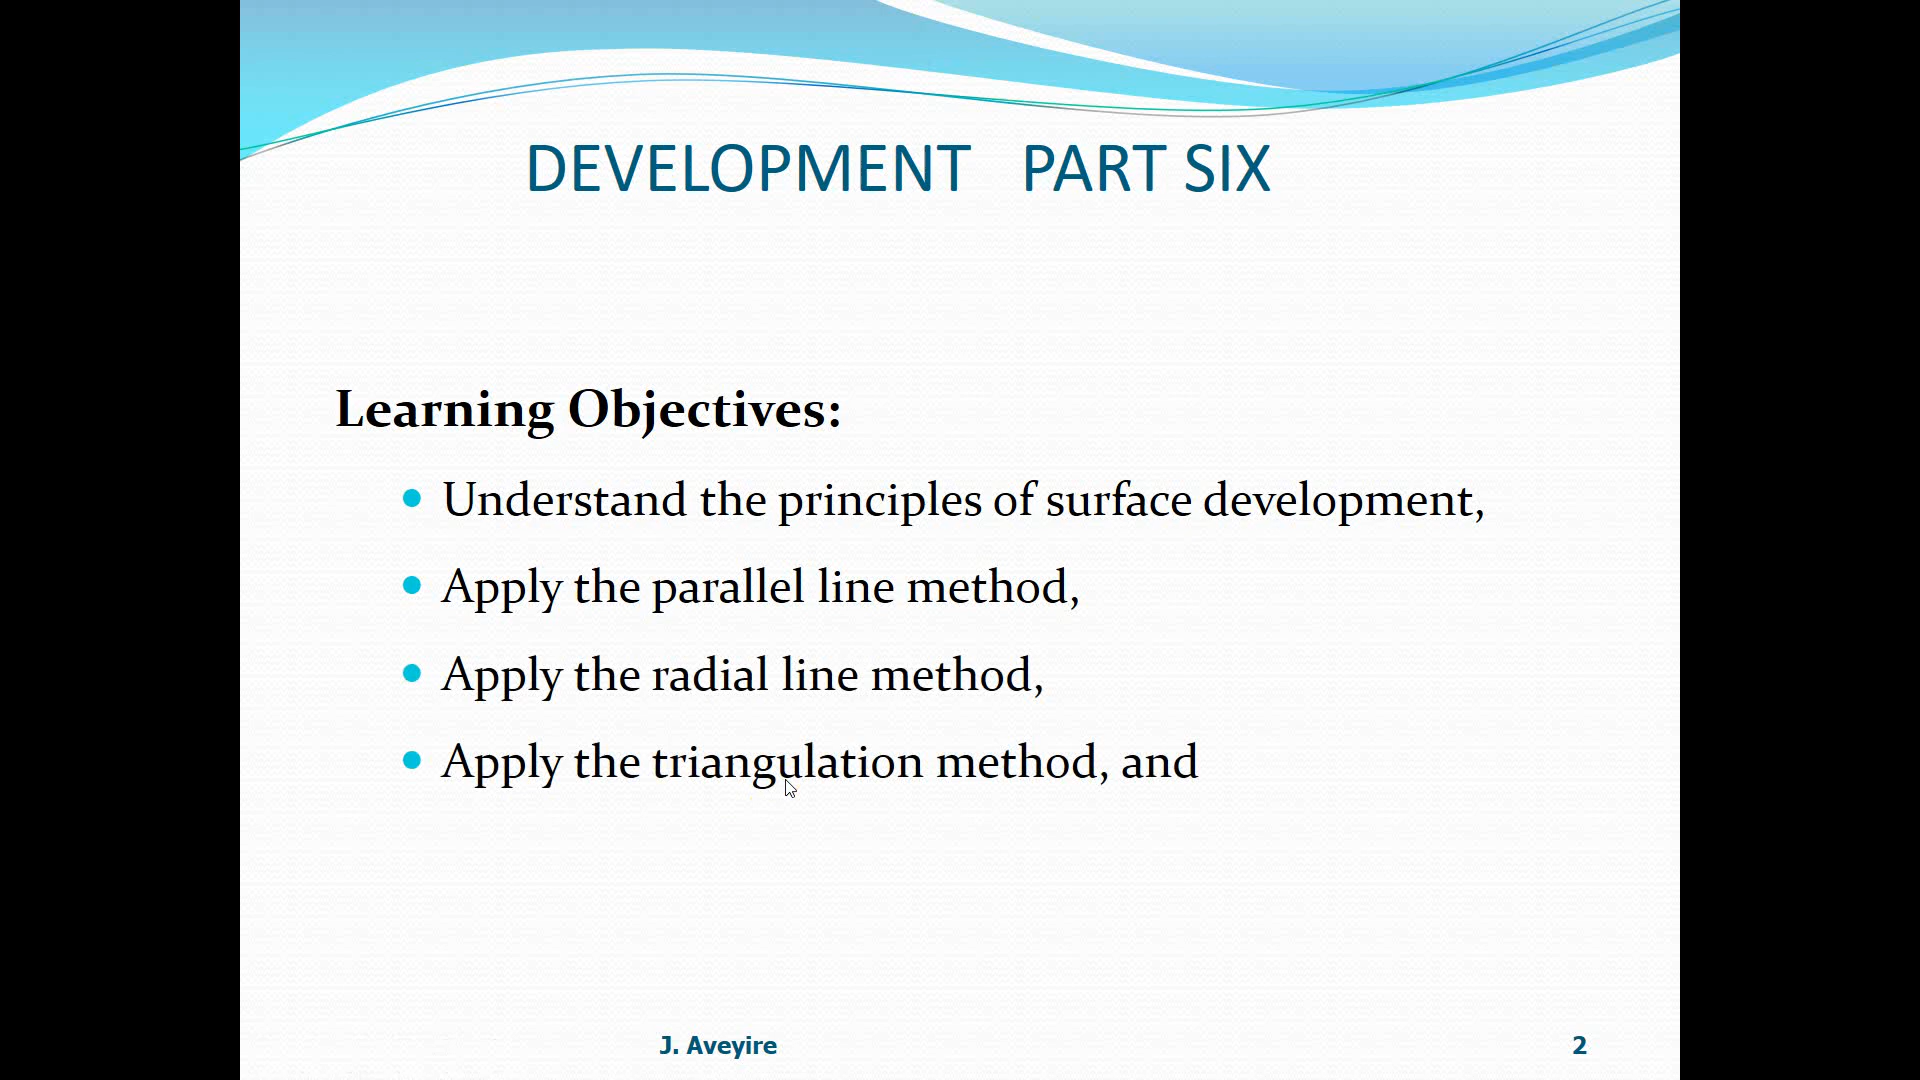 DEVELOPMENT PART SIX
Learning Objectives:
Understand the principles of surface development,
Apply the parallel line method,
Apply the radial line method,
Apply the triangulation method, and
J. Aveyire
2